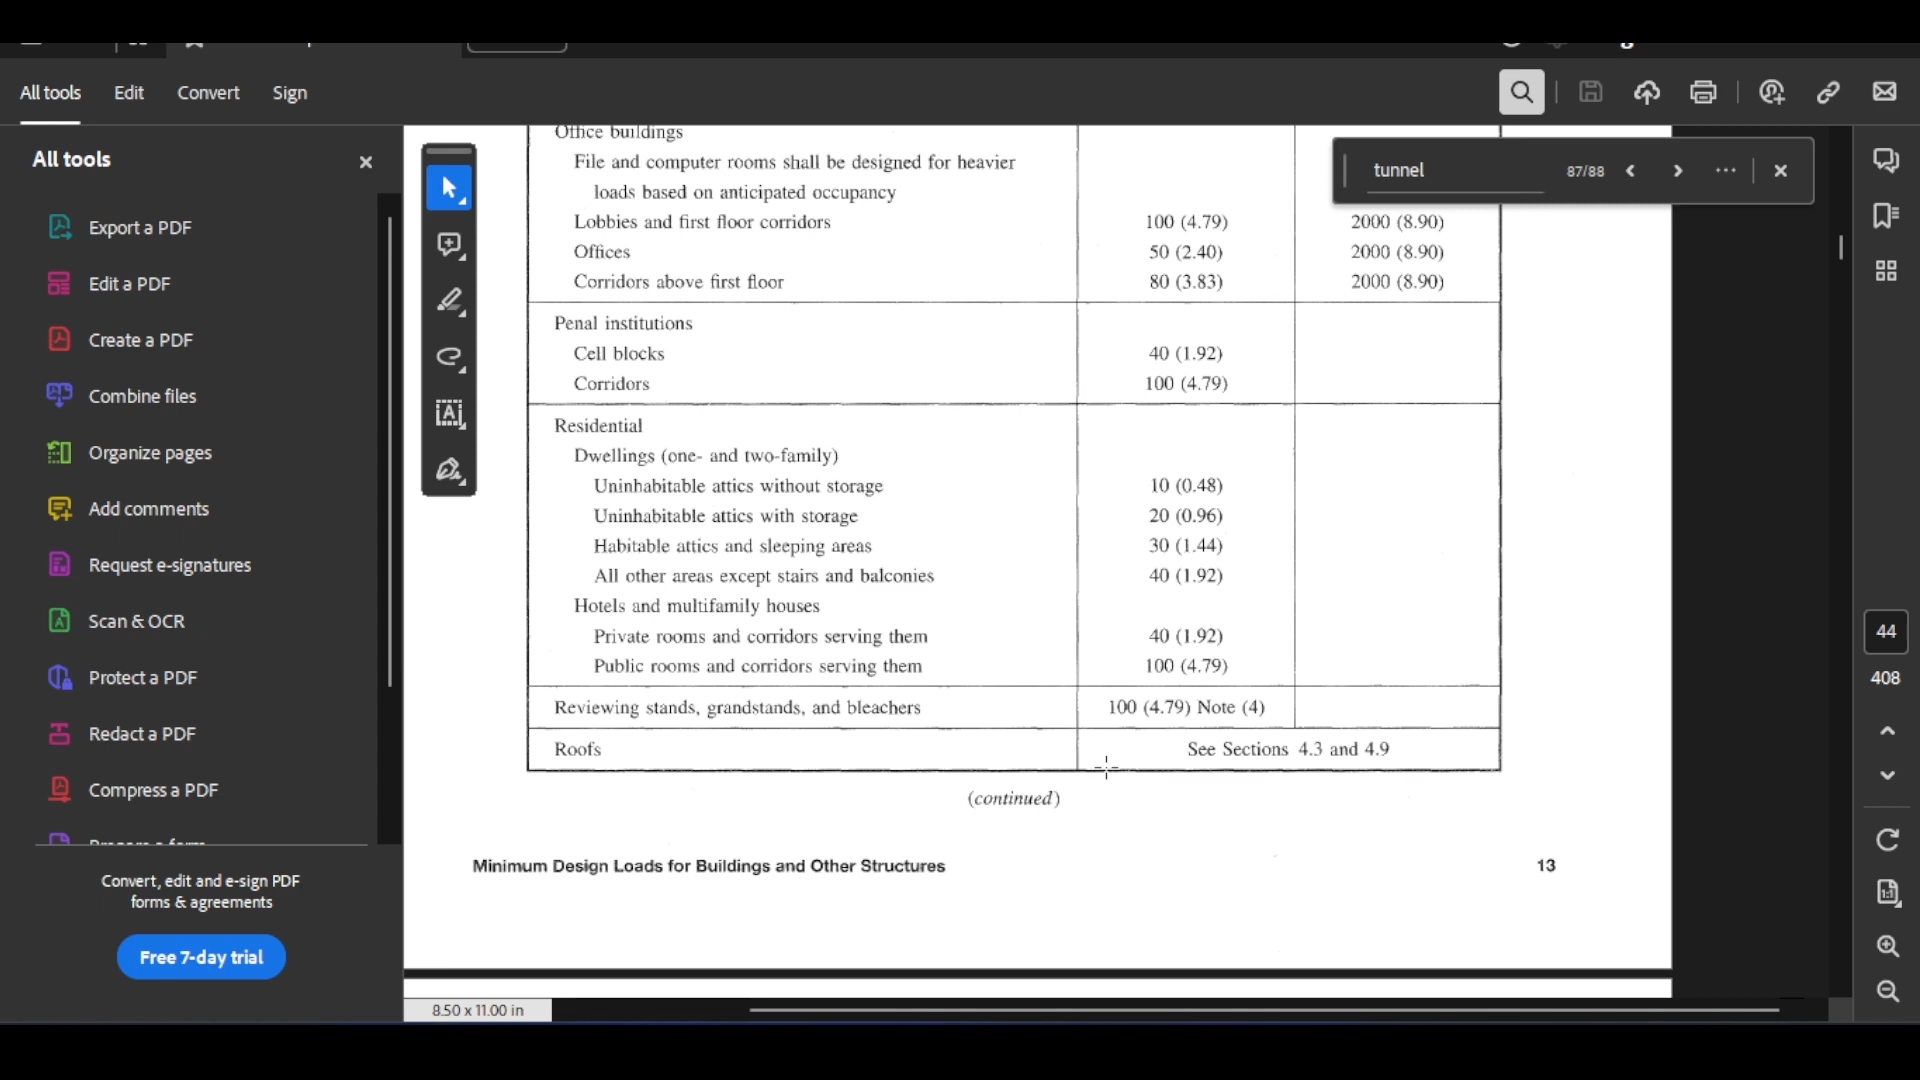 All tools
Edit
Convert
Sign
All tools
Export a PDF
Edit a PDF
Create a PDF
Combine files
Organize pages
Add comments
Request e-signatures
Scan & OCR
Protect a PDF
Redact a PDF
Compress a PDF
Convert, edit and e-sign PDF
forms & agreements
Free 7-day trial
tunnel 87/88
Office buildings
File and computer rooms shall be designed for heavier
loads based on anticipated occupancy
Lobbies and first floor corridors 100 (4.79) 2000 (8.90)
Offices 50 (2.40) 2000 (8.90)
Corridors above first floor 80 (3.83) 2000 (8.90)
Penal institutions
Cell blocks 40 (1.92)
Corridors 100 (4.79)
Residential
Dwellings (one- and two-family)
Uninhabitable attics without storage 10 (0.48)
Uninhabitable attics with storage 20 (0.96)
Habitable attics and sleeping areas 30 (1.44)
All other areas except stairs and balconies 40 (1.92)
Hotels and multifamily houses
Private rooms and corridors serving them 40 (1.92)
Public rooms and corridors serving them 100 (4.79)
Reviewing stands, grandstands, and bleachers 100 (4.79) Note (4)
Roofs See Sections 4.3 and 4.9
(continued)
Minimum Design Loads for Buildings and Other Structures 13
8.50 x 11.00 in
44
408